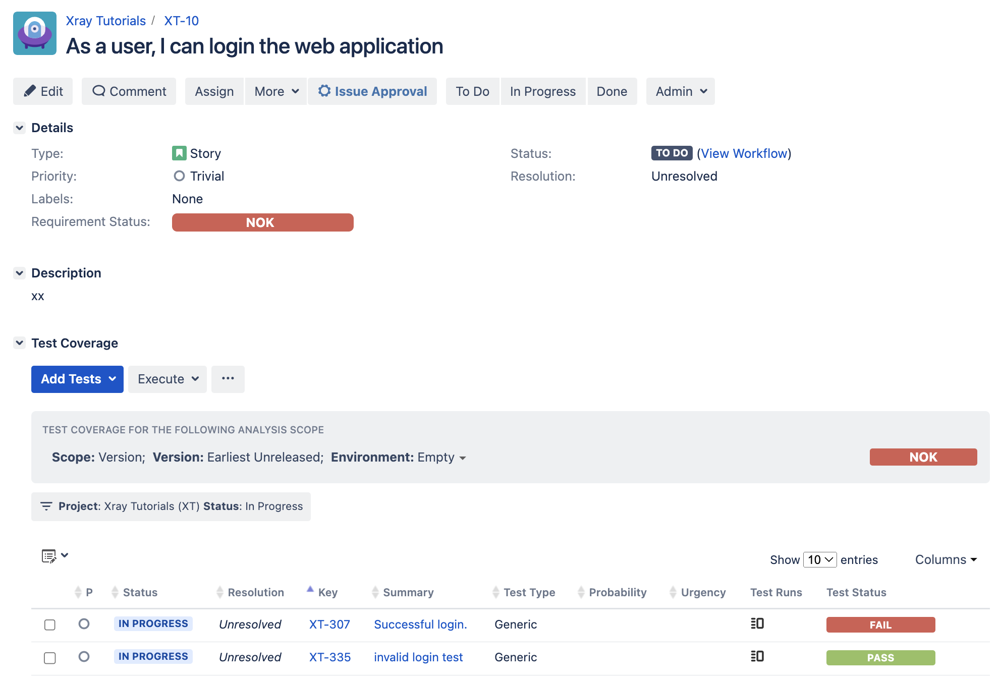 Xray Tutorials / XT-10
As a user, I can login the web application
Edit Comment Assign More Issue Approval To Do In Progress Done Admin
Details
Type: Story Status: TO DO (View Workflow)
Priority: Trivial Resolution: Unresolved
Labels: None
Requirement Status: NOK
Description
xx
Test Coverage
Add Tests Execute ...
TEST COVERAGE FOR THE FOLLOWING ANALYSIS SCOPE
Scope: Version; Version: Earliest Unreleased; Environment: Empty NOK
Project: Xray Tutorials (XT) Status: In Progress
Show 10 entries Columns
P Status Resolution Key Summary Test Type Probability Urgency Test Runs Test Status
IN PROGRESS Unresolved XT-307 Successful login. Generic FAIL
IN PROGRESS Unresolved XT-335 invalid login test Generic PASS